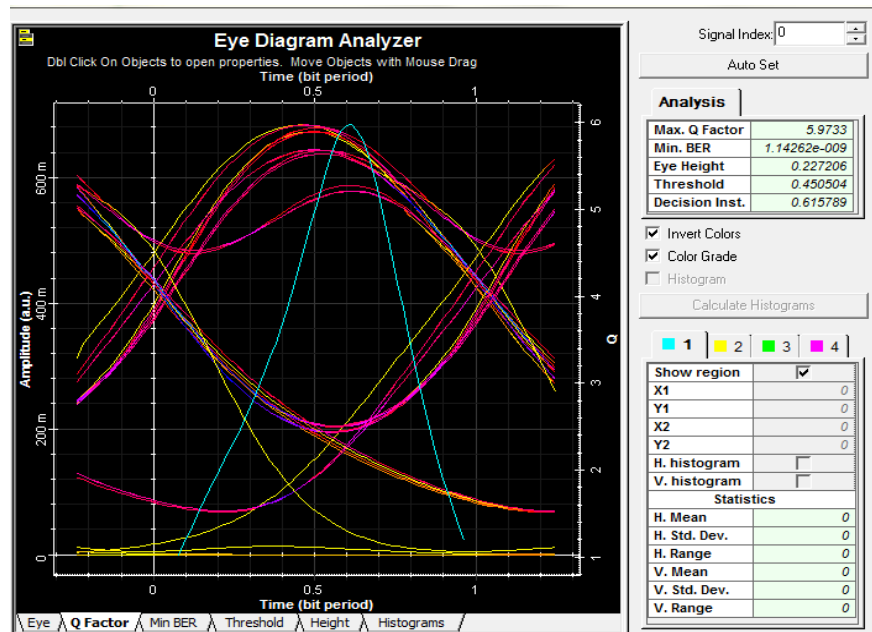 Eye Diagram Analyzer
Dbl Click On Objects to open properties. Move Objects with Mouse Drag
Time (bit period)
0 0.5 1
Amplitude (a.u.)
600 m
400 m
200 m
0
6
5
4
3
2
1
Q
0 0.5 1
Time (bit period)
Eye Q Factor Min BER Threshold Height Histograms
Signal Index: 0
Auto Set
Analysis
Max. Q Factor 5.9733
Min. BER 1.14262e-009
Eye Height 0.227206
Threshold 0.450504
Decision Inst. 0.615789
Invert Colors
Color Grade
Histogram
Calculate Histograms
1 2 3 4
Show region
X1 0
Y1 0
X2 0
Y2 0
H. histogram
V. histogram
Statistics
H. Mean 0
H. Std. Dev. 0
H. Range 0
V. Mean 0
V. Std. Dev. 0
V. Range 0